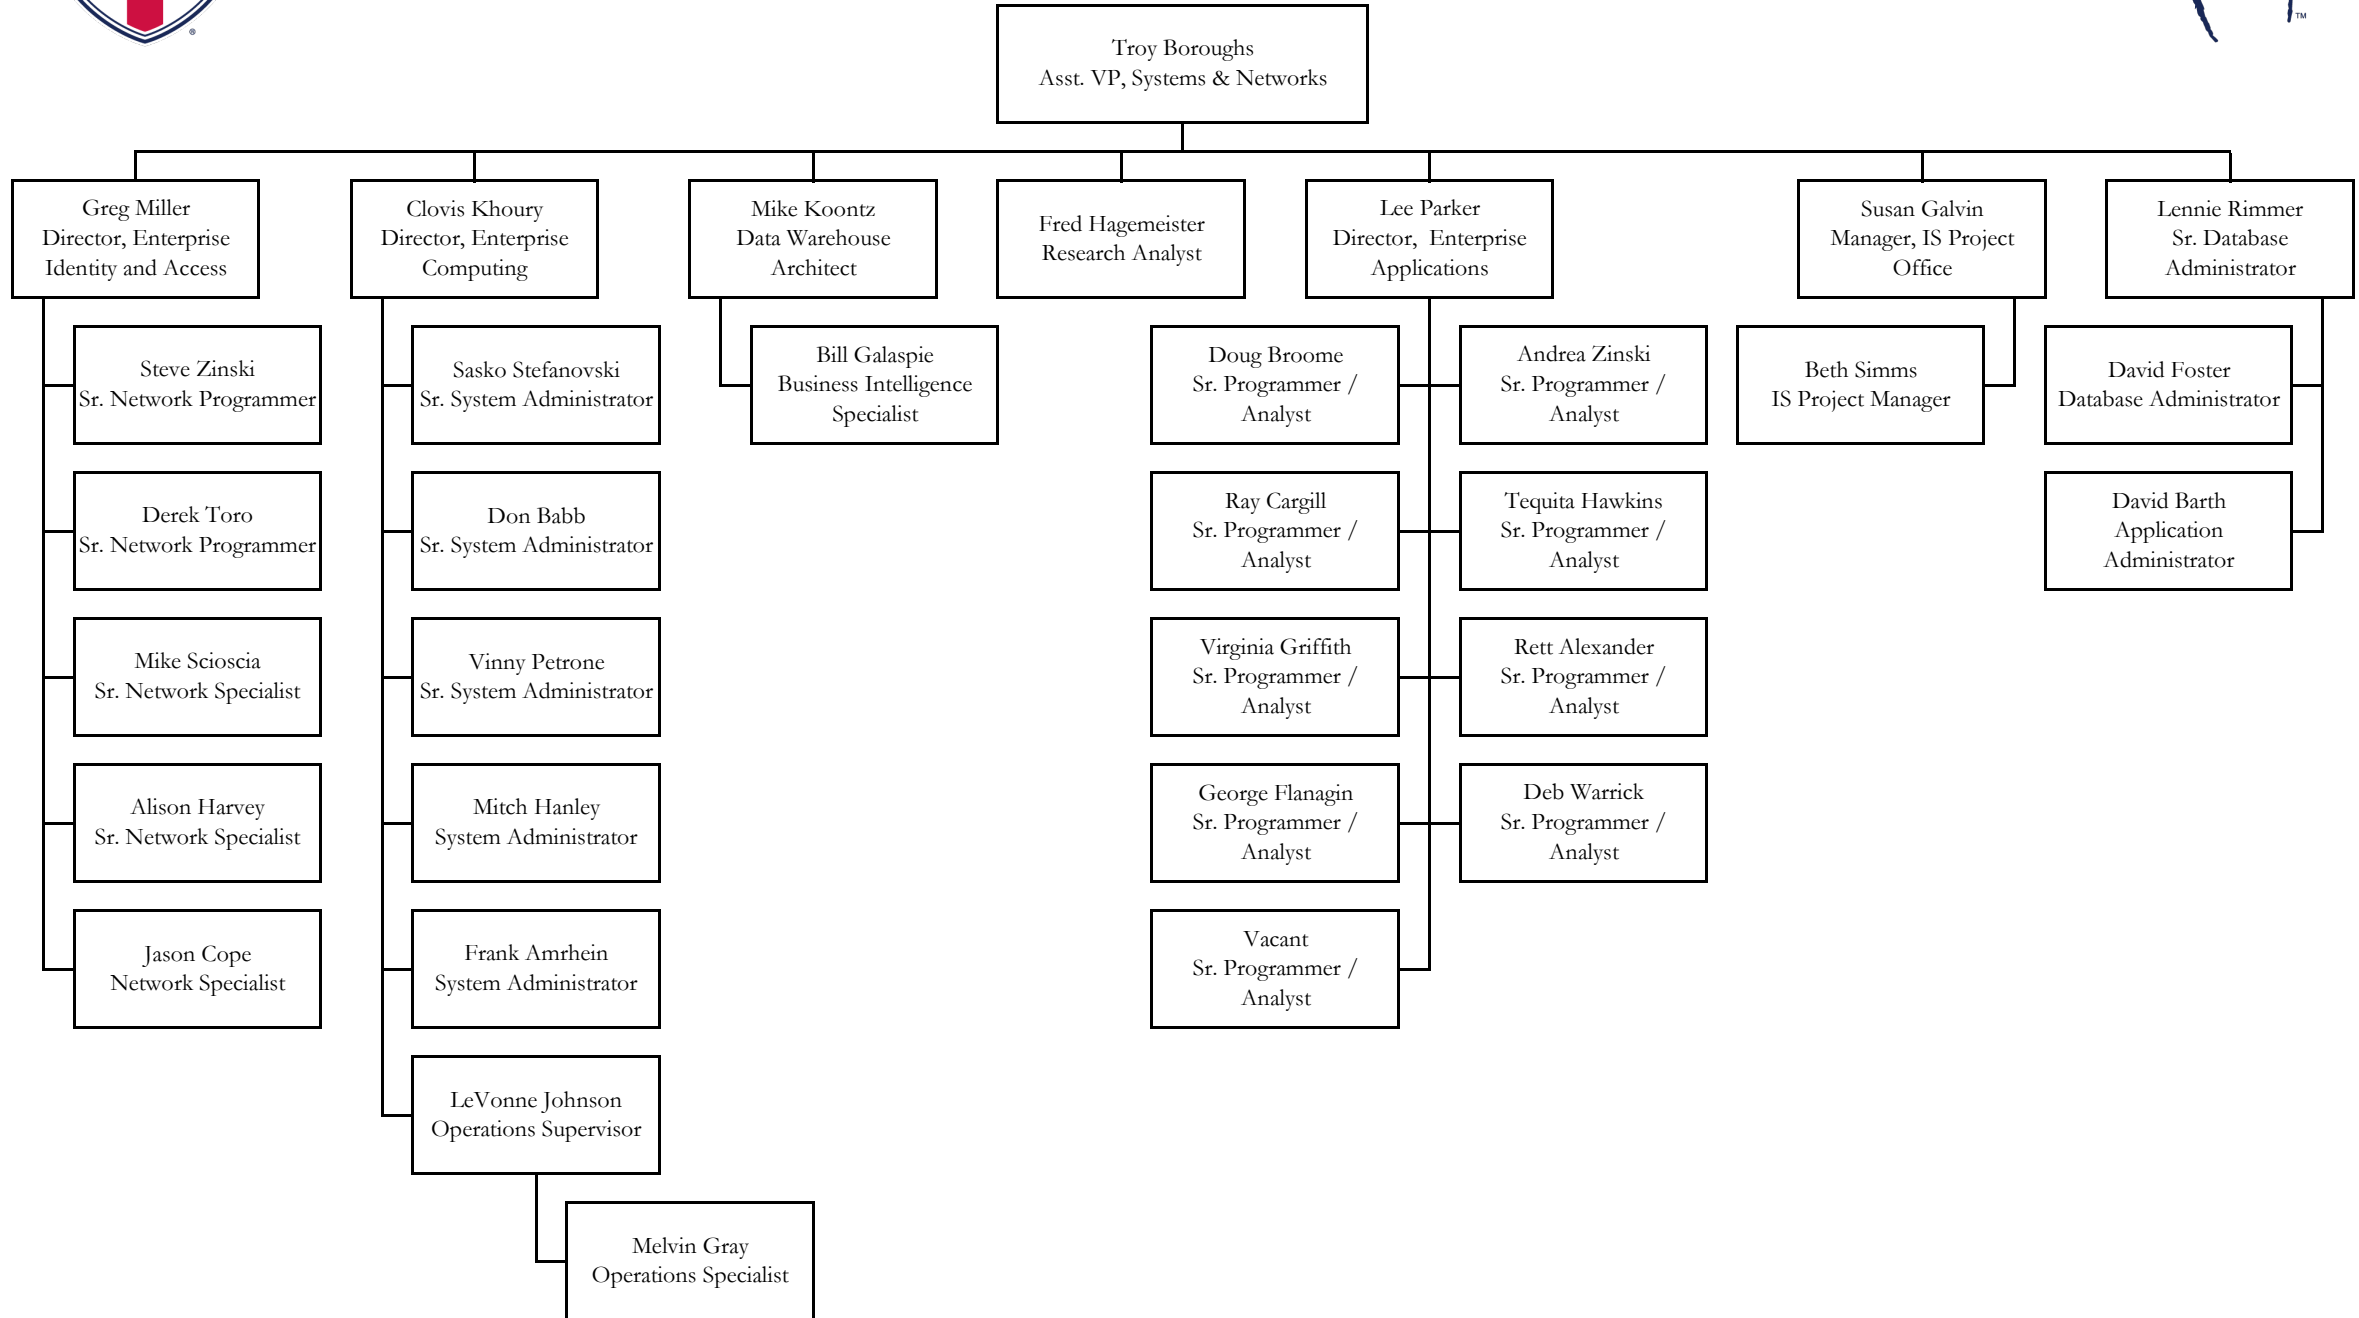 ®
TM
Troy Boroughs
Asst. VP, Systems & Networks
Greg Miller
Director, Enterprise
Identity and Access
Clovis Khoury
Director, Enterprise
Computing
Mike Koontz
Data Warehouse
Architect
Fred Hagemeister
Research Analyst
Lee Parker
Director, Enterprise
Applications
Susan Galvin
Manager, IS Project
Office
Lennie Rimmer
Sr. Database
Administrator
Steve Zinski
Sr. Network Programmer
Derek Toro
Sr. Network Programmer
Mike Scioscia
Sr. Network Specialist
Alison Harvey
Sr. Network Specialist
Jason Cope
Network Specialist
Sasko Stefanovski
Sr. System Administrator
Don Babb
Sr. System Administrator
Vinny Petrone
Sr. System Administrator
Mitch Hanley
System Administrator
Frank Amrhein
System Administrator
LeVonne Johnson
Operations Supervisor
Melvin Gray
Operations Specialist
Bill Galaspie
Business Intelligence
Specialist
Doug Broome
Sr. Programmer /
Analyst
Andrea Zinski
Sr. Programmer /
Analyst
Ray Cargill
Sr. Programmer /
Analyst
Tequita Hawkins
Sr. Programmer /
Analyst
Virginia Griffith
Sr. Programmer /
Analyst
Rett Alexander
Sr. Programmer /
Analyst
George Flanagin
Sr. Programmer /
Analyst
Deb Warrick
Sr. Programmer /
Analyst
Vacant
Sr. Programmer /
Analyst
Beth Simms
IS Project Manager
David Foster
Database Administrator
David Barth
Application
Administrator